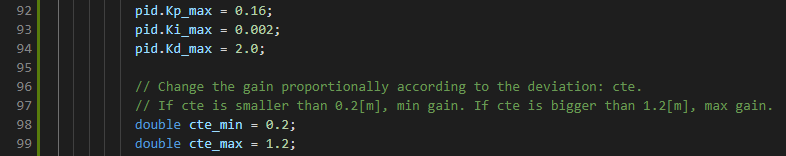 92 pid.Kp_max = 0.16;
93 pid.Ki_max = 0.002;
94 pid.Kd_max = 2.0;
95
96 // Change the gain proportionally according to the deviation: cte.
97 // If cte is smaller than 0.2[m], min gain. If cte is bigger than 1.2[m], max gain.
98 double cte_min = 0.2;
99 double cte_max = 1.2;